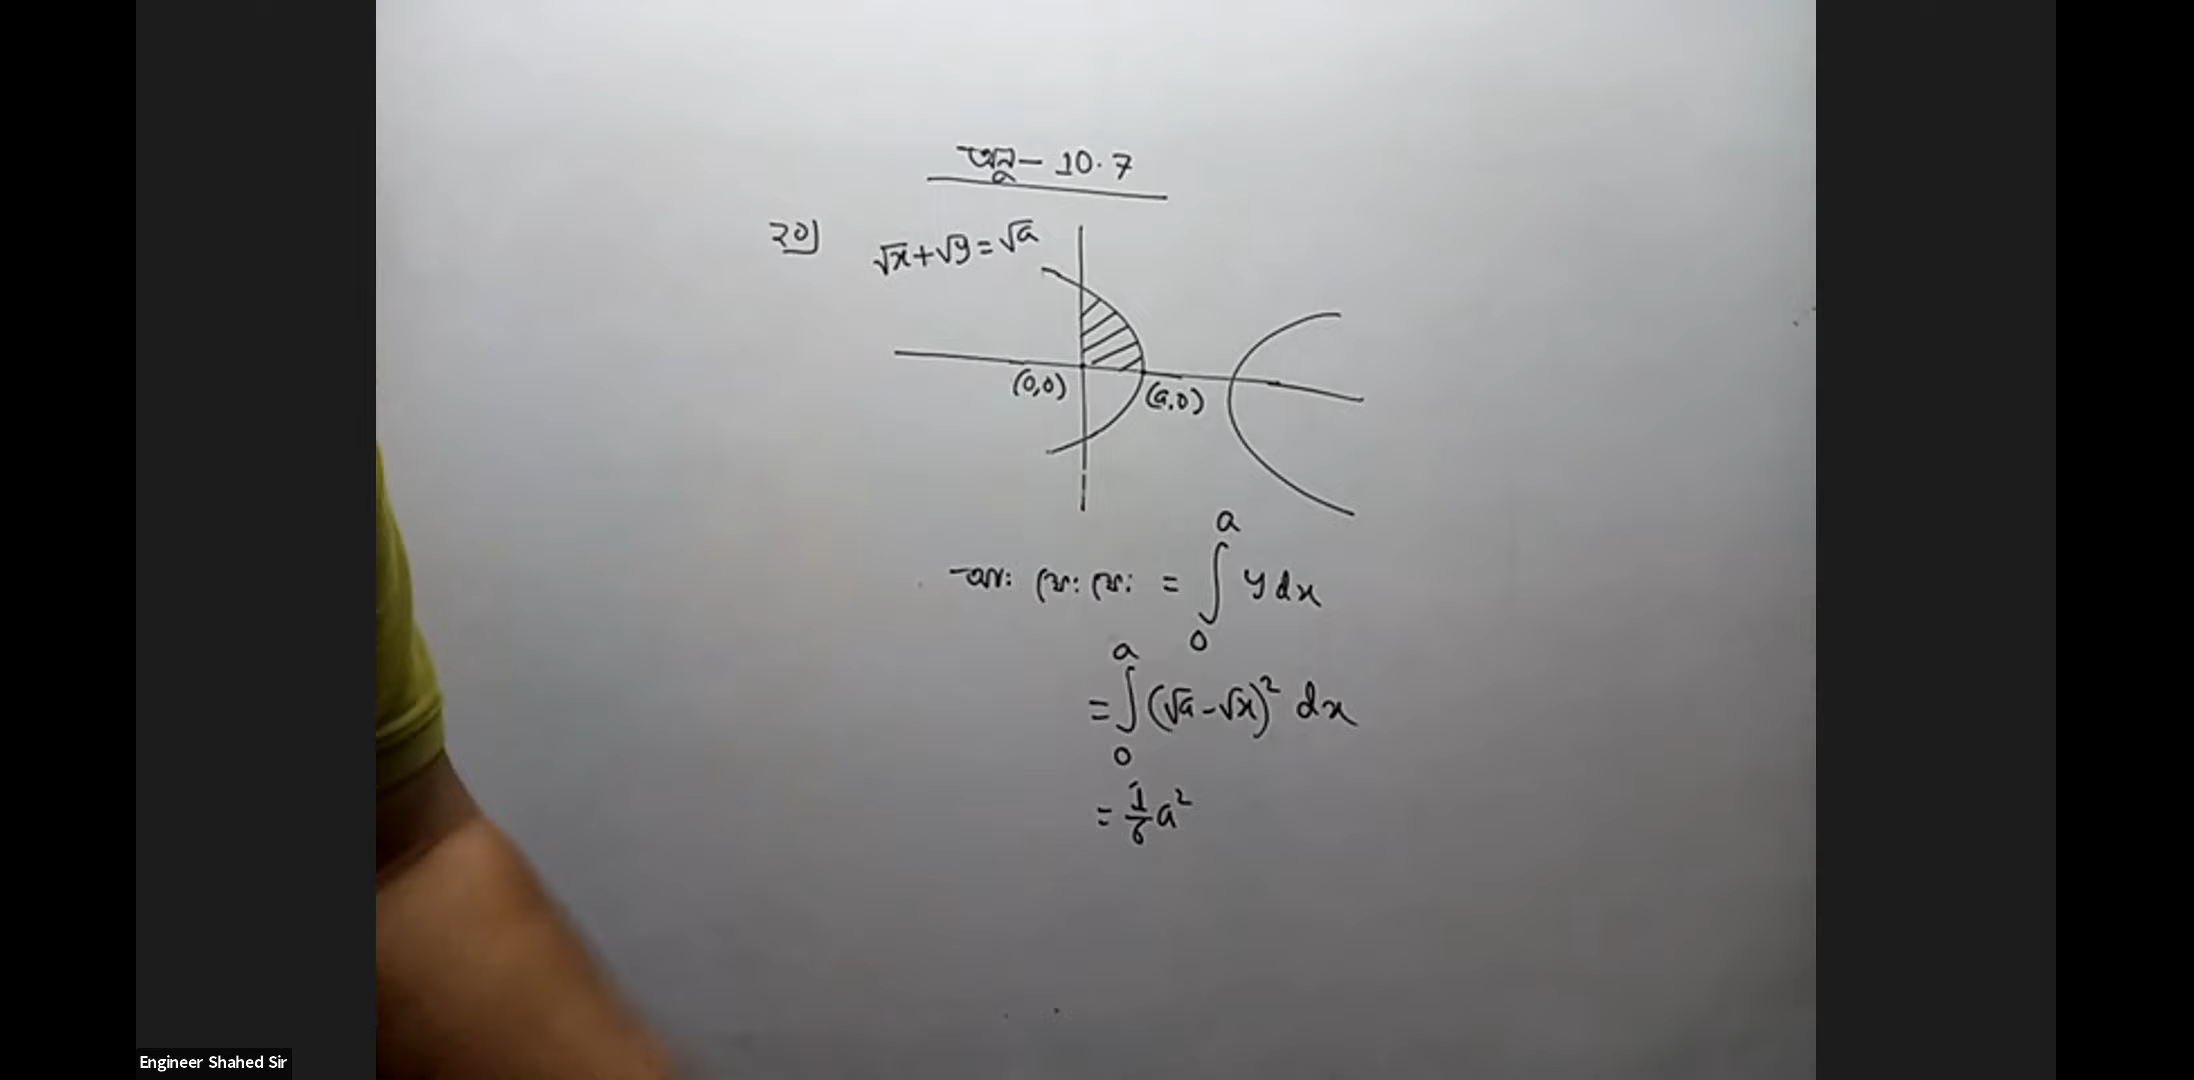 অনু- 10.7
২০) √x+√y=√a
(0,0) (a,0)
-আ: ক্ষে: ক্ষে: = ∫₀ᵃ y dx
= ∫₀ᵃ (√a-√x)² dx
= 1/6 a²
Engineer Shahed Sir